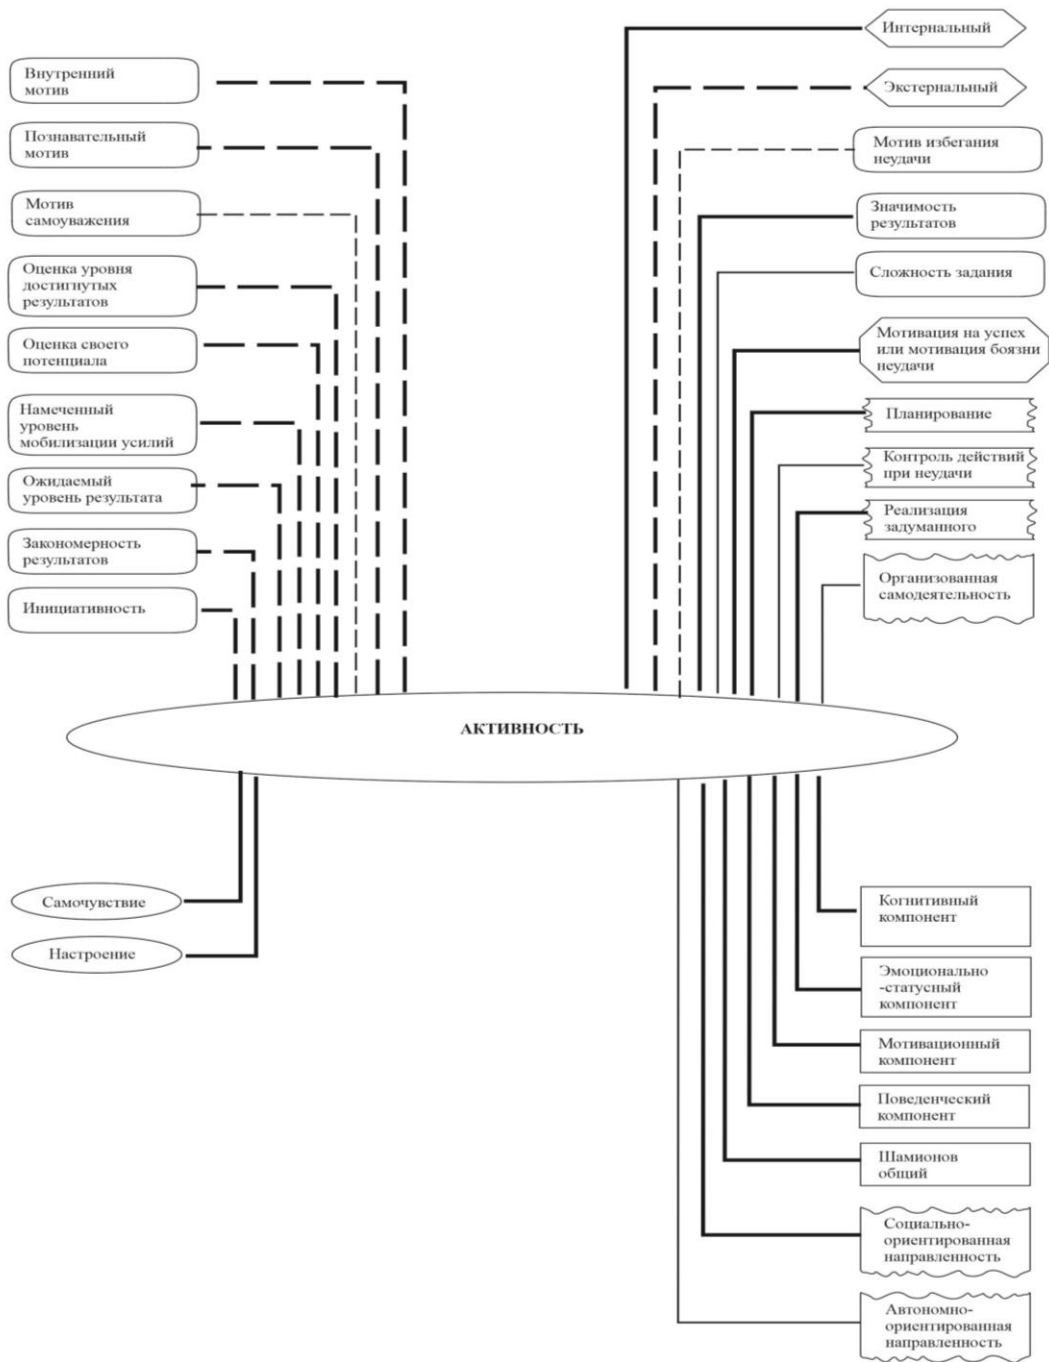 Внутренний
мотив
Познавательный
мотив
Мотив
самоуважения
Оценка уровня
достигнутых
результатов
Оценка своего
потенциала
Намеченный
уровень
мобилизации усилий
Ожидаемый
уровень результата
Закономерность
результатов
Инициативность
Интернальный
Экстернальный
Мотив избегания
неудачи
Значимость
результатов
Сложность задания
Мотивация на успех
или мотивация боязни
неудачи
Планирование
Контроль действий
при неудачи
Реализация
задуманного
Организованная
самодеятельность
АКТИВНОСТЬ
Самочувствие
Настроение
Когнитивный
компонент
Эмоционально
-статусный
компонент
Мотивационный
компонент
Поведенческий
компонент
Шамионов
общий
Социально-
ориентированная
направленность
Автономно-
ориентированная
направленность